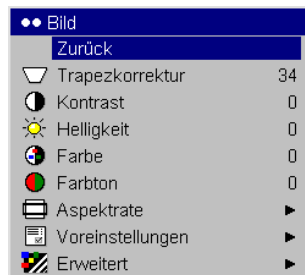 Bild
Zurück
Trapezkorrektur 34
Kontrast 0
Helligkeit 0
Farbe 0
Farbton 0
Aspektrate
Voreinstellungen
Erweitert